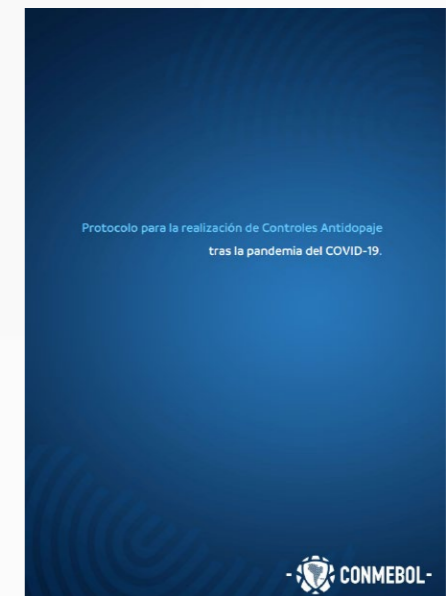 Protocolo para la realización de Controles Antidopaje
tras la pandemia del COVID-19.
- CONMEBOL-